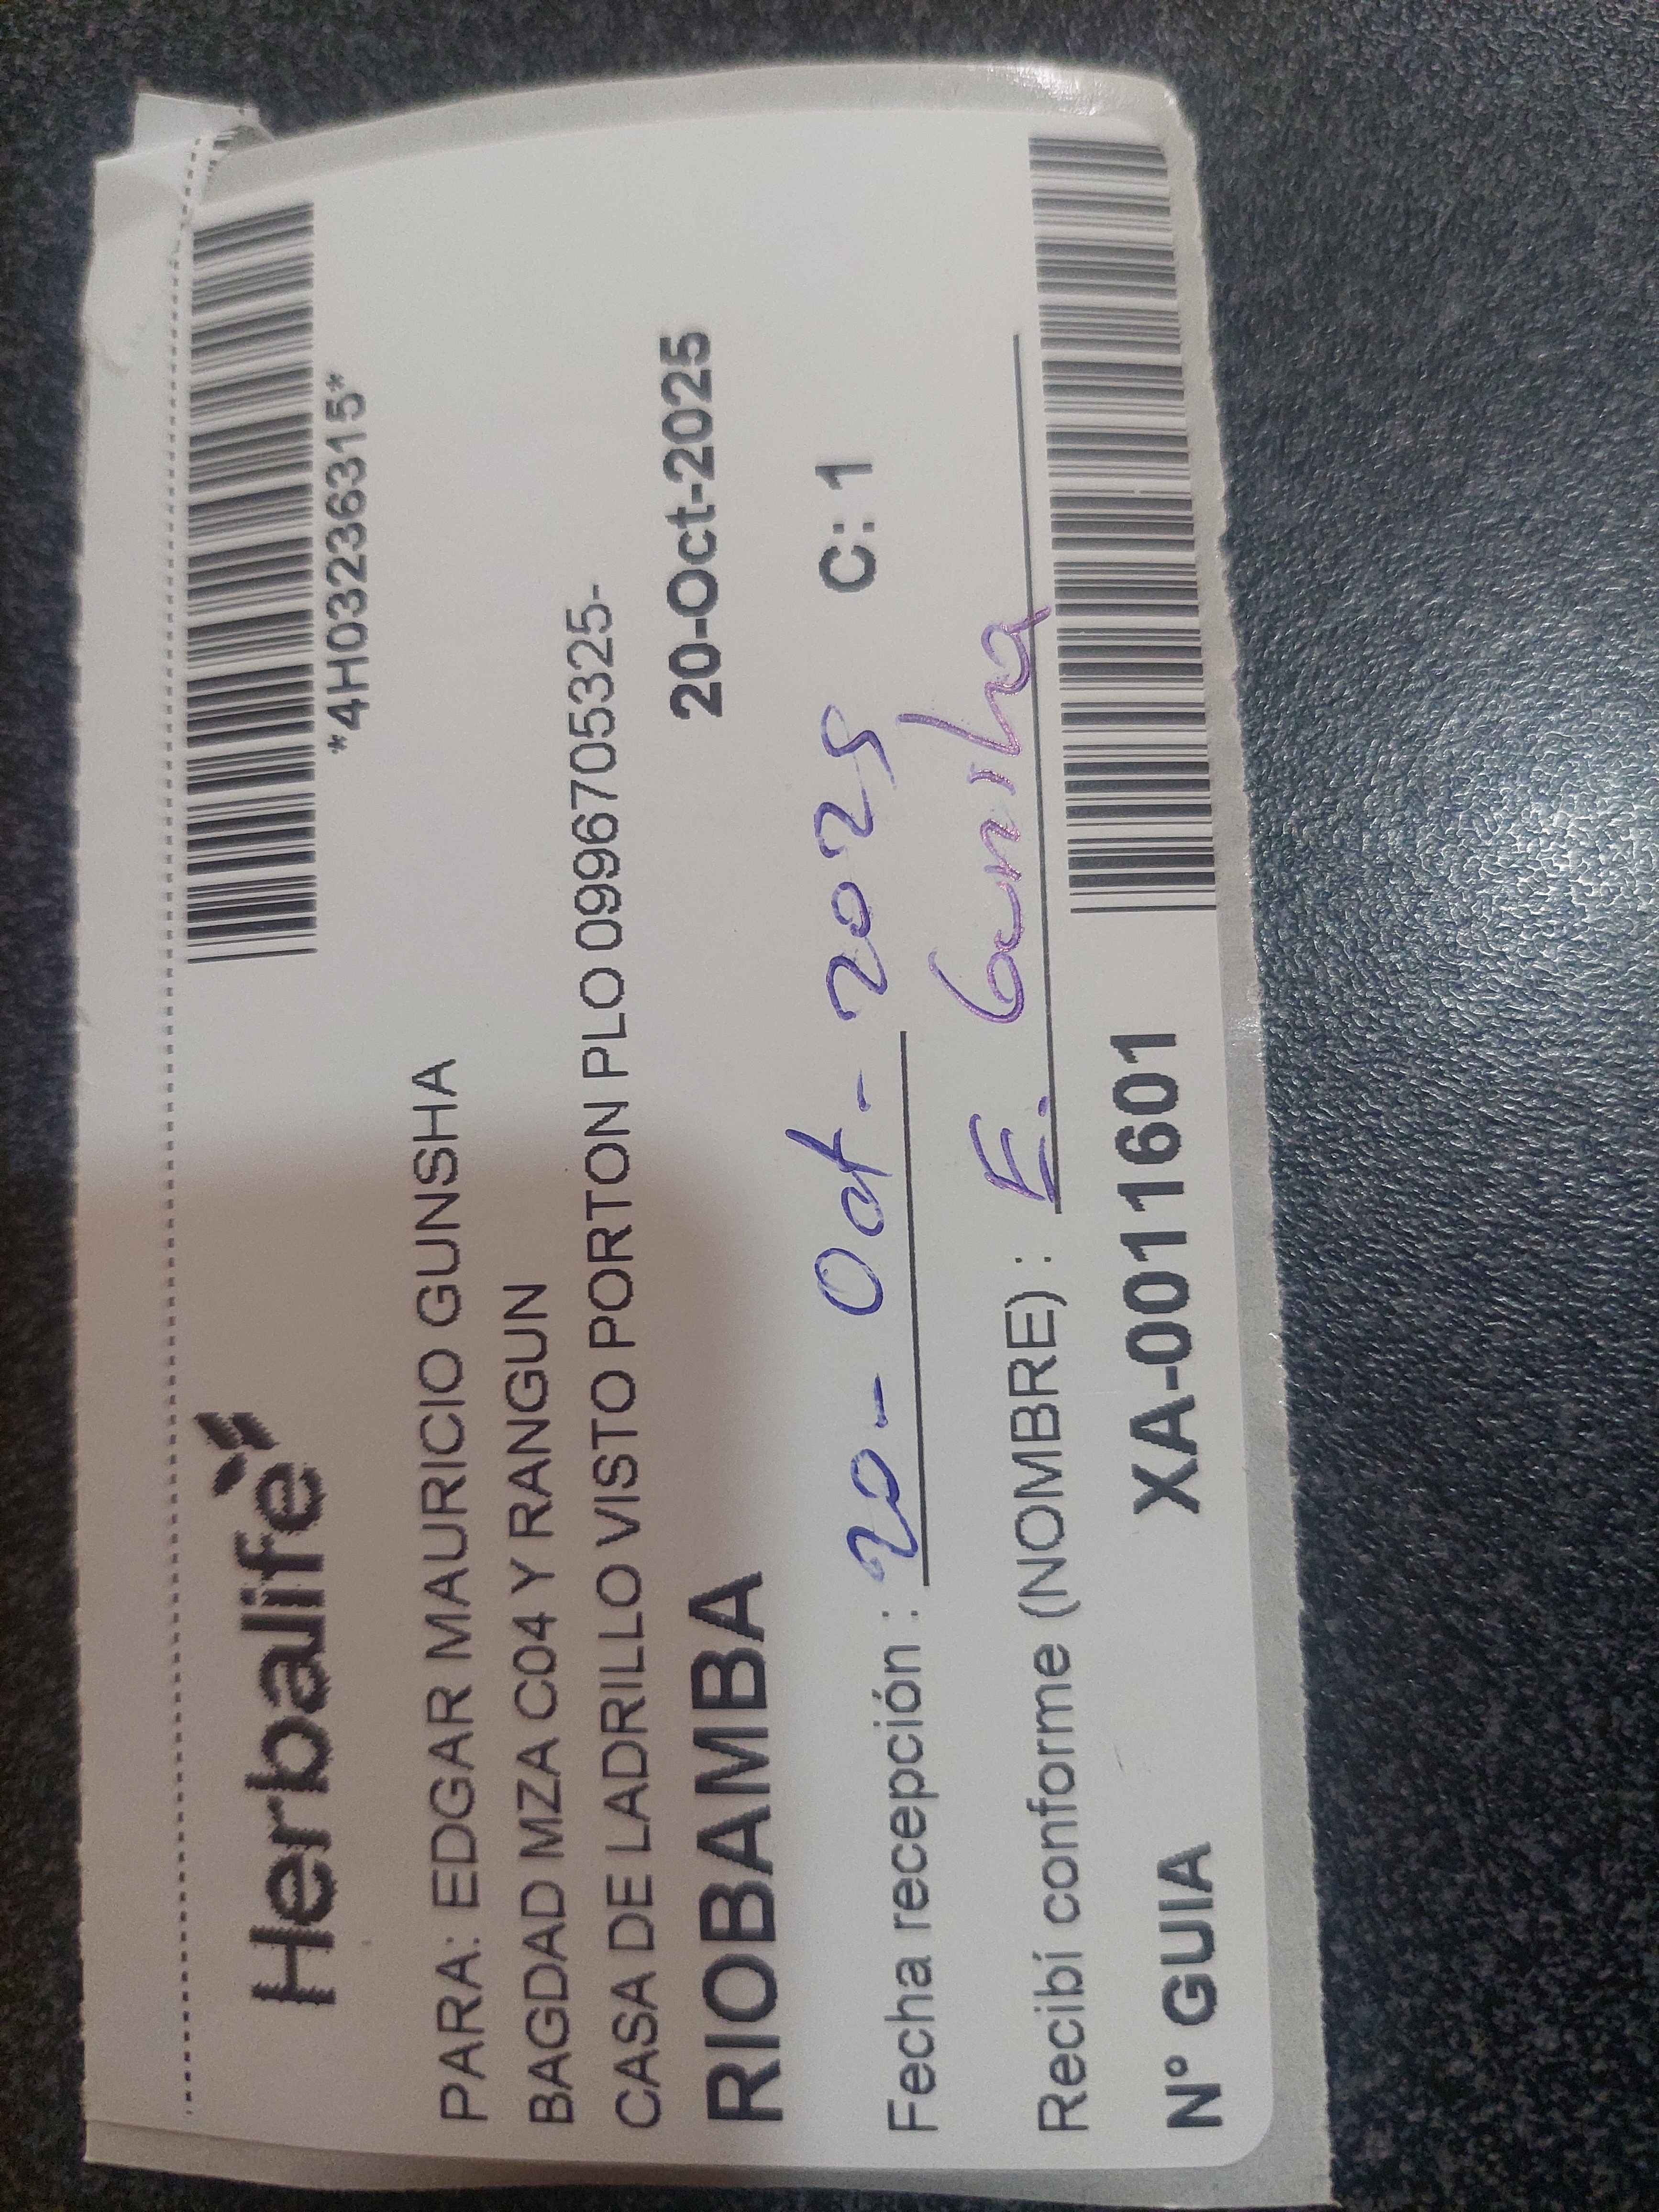 Herbalife
*4H03236315*
PARA: EDGAR MAURICIO GUNSHA
BAGDAD MZA C04 Y RANGUN
CASA DE LADRILLO VISTO PORTON PLO 0996705325-
RIOBAMBA 20-Oct-2025
Fecha recepción : 20 - Oct - 2025 C: 1
Recibí conforme (NOMBRE) : E. Gunsha
N° GUIA XA-0011601